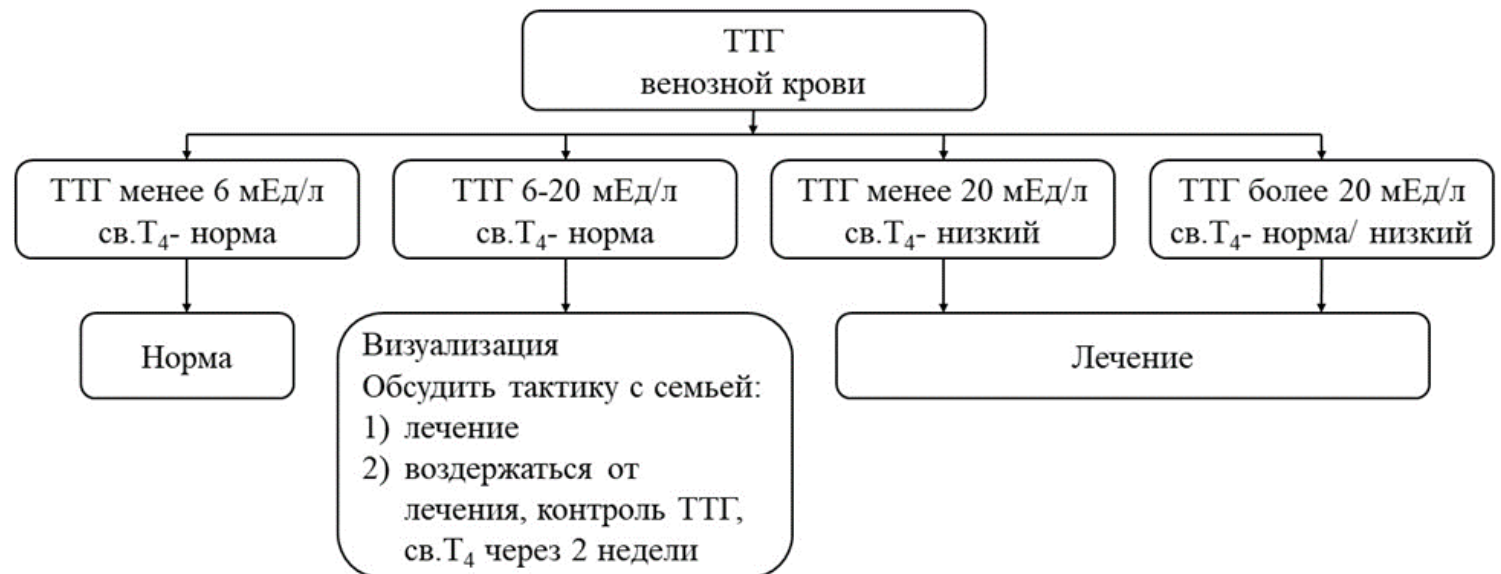 ТТГ
венозной крови
ТТГ менее 6 мЕд/л
св.Т₄- норма
ТТГ 6-20 мЕд/л
св.Т₄- норма
ТТГ менее 20 мЕд/л
св.Т₄- низкий
ТТГ более 20 мЕд/л
св.Т₄- норма/ низкий
Норма
Визуализация
Обсудить тактику с семьей:
1) лечение
2) воздержаться от
лечения, контроль ТТГ,
св.Т₄ через 2 недели
Лечение